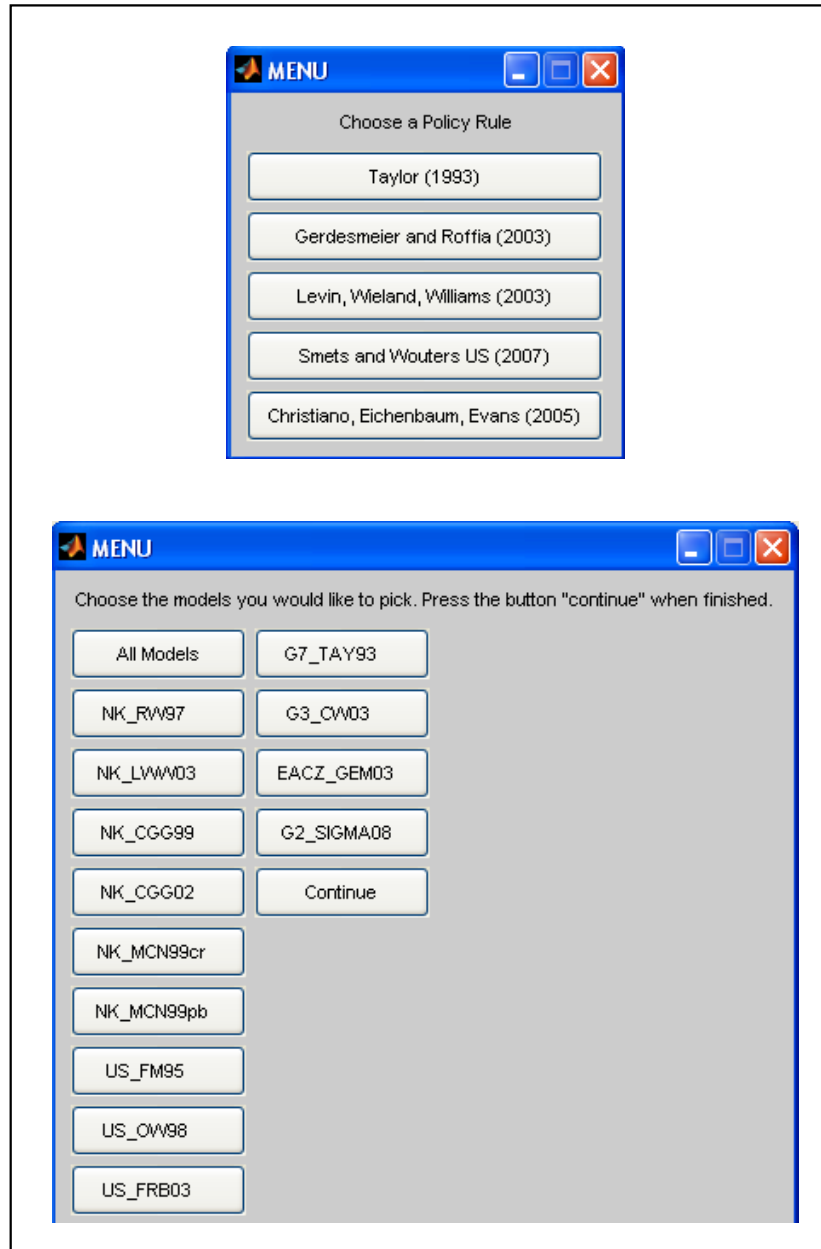 MENU
Choose a Policy Rule
Taylor (1993)
Gerdesmeier and Roffia (2003)
Levin, Wieland, Williams (2003)
Smets and Wouters US (2007)
Christiano, Eichenbaum, Evans (2005)
MENU
Choose the models you would like to pick. Press the button "continue" when finished.
All Models
NK_RW97
NK_LWW03
NK_CGG99
NK_CGG02
NK_MCN99cr
NK_MCN99pb
US_FM95
US_OW98
US_FRB03
G7_TAY93
G3_CW03
EACZ_GEM03
G2_SIGMA08
Continue